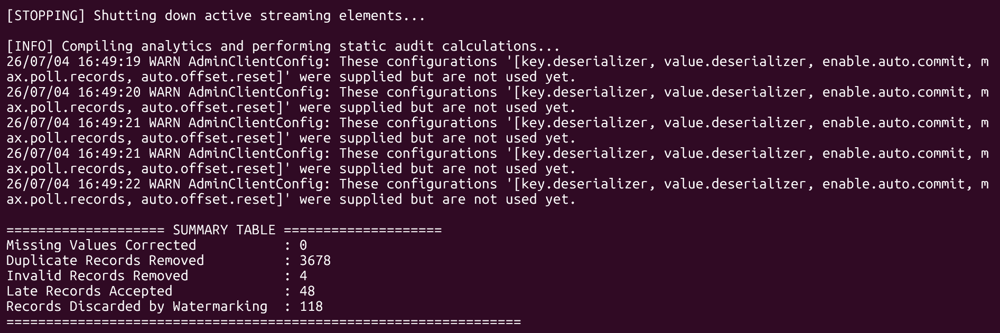 [STOPPING] Shutting down active streaming elements...
[INFO] Compiling analytics and performing static audit calculations...
26/07/04 16:49:19 WARN AdminClientConfig: These configurations '[key.deserializer, value.deserializer, enable.auto.commit, m
ax.poll.records, auto.offset.reset]' were supplied but are not used yet.
26/07/04 16:49:20 WARN AdminClientConfig: These configurations '[key.deserializer, value.deserializer, enable.auto.commit, m
ax.poll.records, auto.offset.reset]' were supplied but are not used yet.
26/07/04 16:49:21 WARN AdminClientConfig: These configurations '[key.deserializer, value.deserializer, enable.auto.commit, m
ax.poll.records, auto.offset.reset]' were supplied but are not used yet.
26/07/04 16:49:21 WARN AdminClientConfig: These configurations '[key.deserializer, value.deserializer, enable.auto.commit, m
ax.poll.records, auto.offset.reset]' were supplied but are not used yet.
26/07/04 16:49:22 WARN AdminClientConfig: These configurations '[key.deserializer, value.deserializer, enable.auto.commit, m
ax.poll.records, auto.offset.reset]' were supplied but are not used yet.
==================== SUMMARY TABLE ====================
Missing Values Corrected           : 0
Duplicate Records Removed          : 3678
Invalid Records Removed            : 4
Late Records Accepted              : 48
Records Discarded by Watermarking  : 118
=================================================================